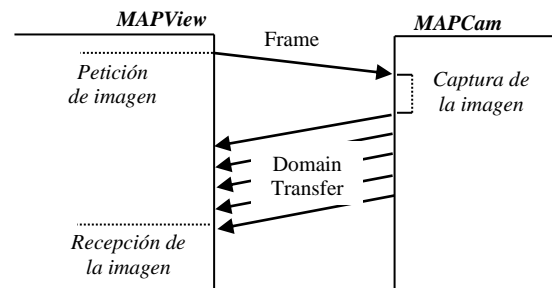 MAPView
MAPCam
Frame
Petición
de imagen
Captura de
la imagen
Domain
Transfer
Recepción de
la imagen